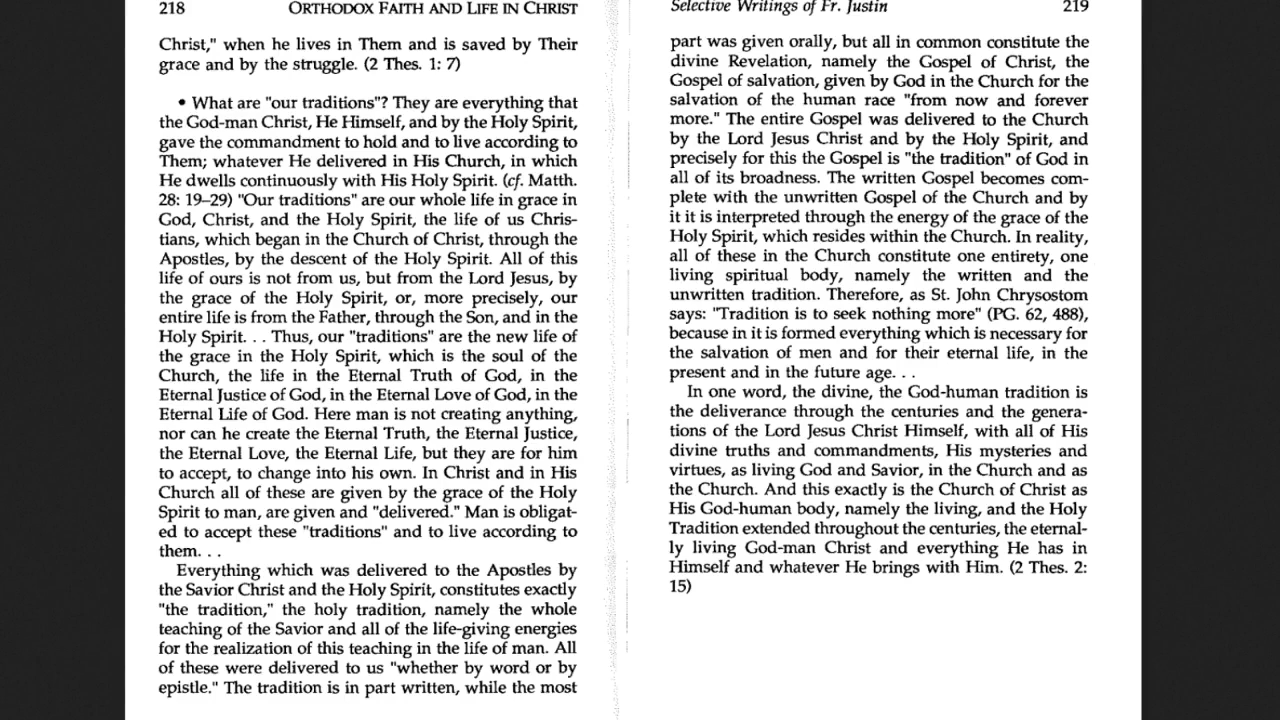 218 ORTHODOX FAITH AND LIFE IN CHRIST
Christ," when he lives in Them and is saved by Their
grace and by the struggle. (2 Thes. 1: 7)
• What are "our traditions"? They are everything that
the God-man Christ, He Himself, and by the Holy Spirit,
gave the commandment to hold and to live according to
Them; whatever He delivered in His Church, in which
He dwells continuously with His Holy Spirit. (cf. Matth.
28: 19–29) "Our traditions" are our whole life in grace in
God, Christ, and the Holy Spirit, the life of us Chris-
tians, which began in the Church of Christ, through the
Apostles, by the descent of the Holy Spirit. All of this
life of ours is not from us, but from the Lord Jesus, by
the grace of the Holy Spirit, or, more precisely, our
entire life is from the Father, through the Son, and in the
Holy Spirit. . . Thus, our "traditions" are the new life of
the grace in the Holy Spirit, which is the soul of the
Church, the life in the Eternal Truth of God, in the
Eternal Justice of God, in the Eternal Love of God, in the
Eternal Life of God. Here man is not creating anything,
nor can he create the Eternal Truth, the Eternal Justice,
the Eternal Love, the Eternal Life, but they are for him
to accept, to change into his own. In Christ and in His
Church all of these are given by the grace of the Holy
Spirit to man, are given and "delivered." Man is obligat-
ed to accept these "traditions" and to live according to
them. . .
Everything which was delivered to the Apostles by
the Savior Christ and the Holy Spirit, constitutes exactly
"the tradition," the holy tradition, namely the whole
teaching of the Savior and all of the life-giving energies
for the realization of this teaching in the life of man. All
of these were delivered to us "whether by word or by
epistle." The tradition is in part written, while the most
Selective Writings of Fr. Justin 219
part was given orally, but all in common constitute the
divine Revelation, namely the Gospel of Christ, the
Gospel of salvation, given by God in the Church for the
salvation of the human race "from now and forever
more." The entire Gospel was delivered to the Church
by the Lord Jesus Christ and by the Holy Spirit, and
precisely for this the Gospel is "the tradition" of God in
all of its broadness. The written Gospel becomes com-
plete with the unwritten Gospel of the Church and by
it it is interpreted through the energy of the grace of the
Holy Spirit, which resides within the Church. In reality,
all of these in the Church constitute one entirety, one
living spiritual body, namely the written and the
unwritten tradition. Therefore, as St. John Chrysostom
says: "Tradition is to seek nothing more" (PG. 62, 488),
because in it is formed everything which is necessary for
the salvation of men and for their eternal life, in the
present and in the future age. . .
In one word, the divine, the God-human tradition is
the deliverance through the centuries and the genera-
tions of the Lord Jesus Christ Himself, with all of His
divine truths and commandments, His mysteries and
virtues, as living God and Savior, in the Church and as
the Church. And this exactly is the Church of Christ as
His God-human body, namely the living, and the Holy
Tradition extended throughout the centuries, the eternal-
ly living God-man Christ and everything He has in
Himself and whatever He brings with Him. (2 Thes. 2:
15)